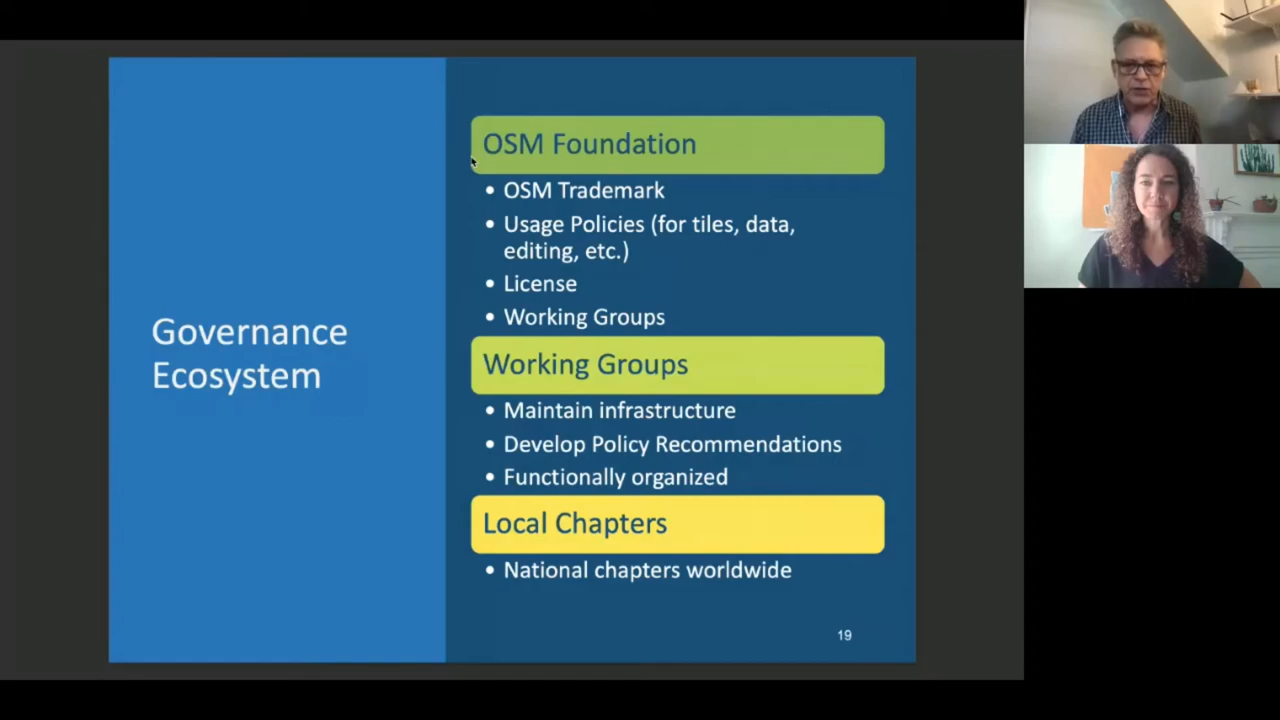 Governance
Ecosystem
OSM Foundation
• OSM Trademark
• Usage Policies (for tiles, data,
editing, etc.)
• License
• Working Groups
Working Groups
• Maintain infrastructure
• Develop Policy Recommendations
• Functionally organized
Local Chapters
• National chapters worldwide
19